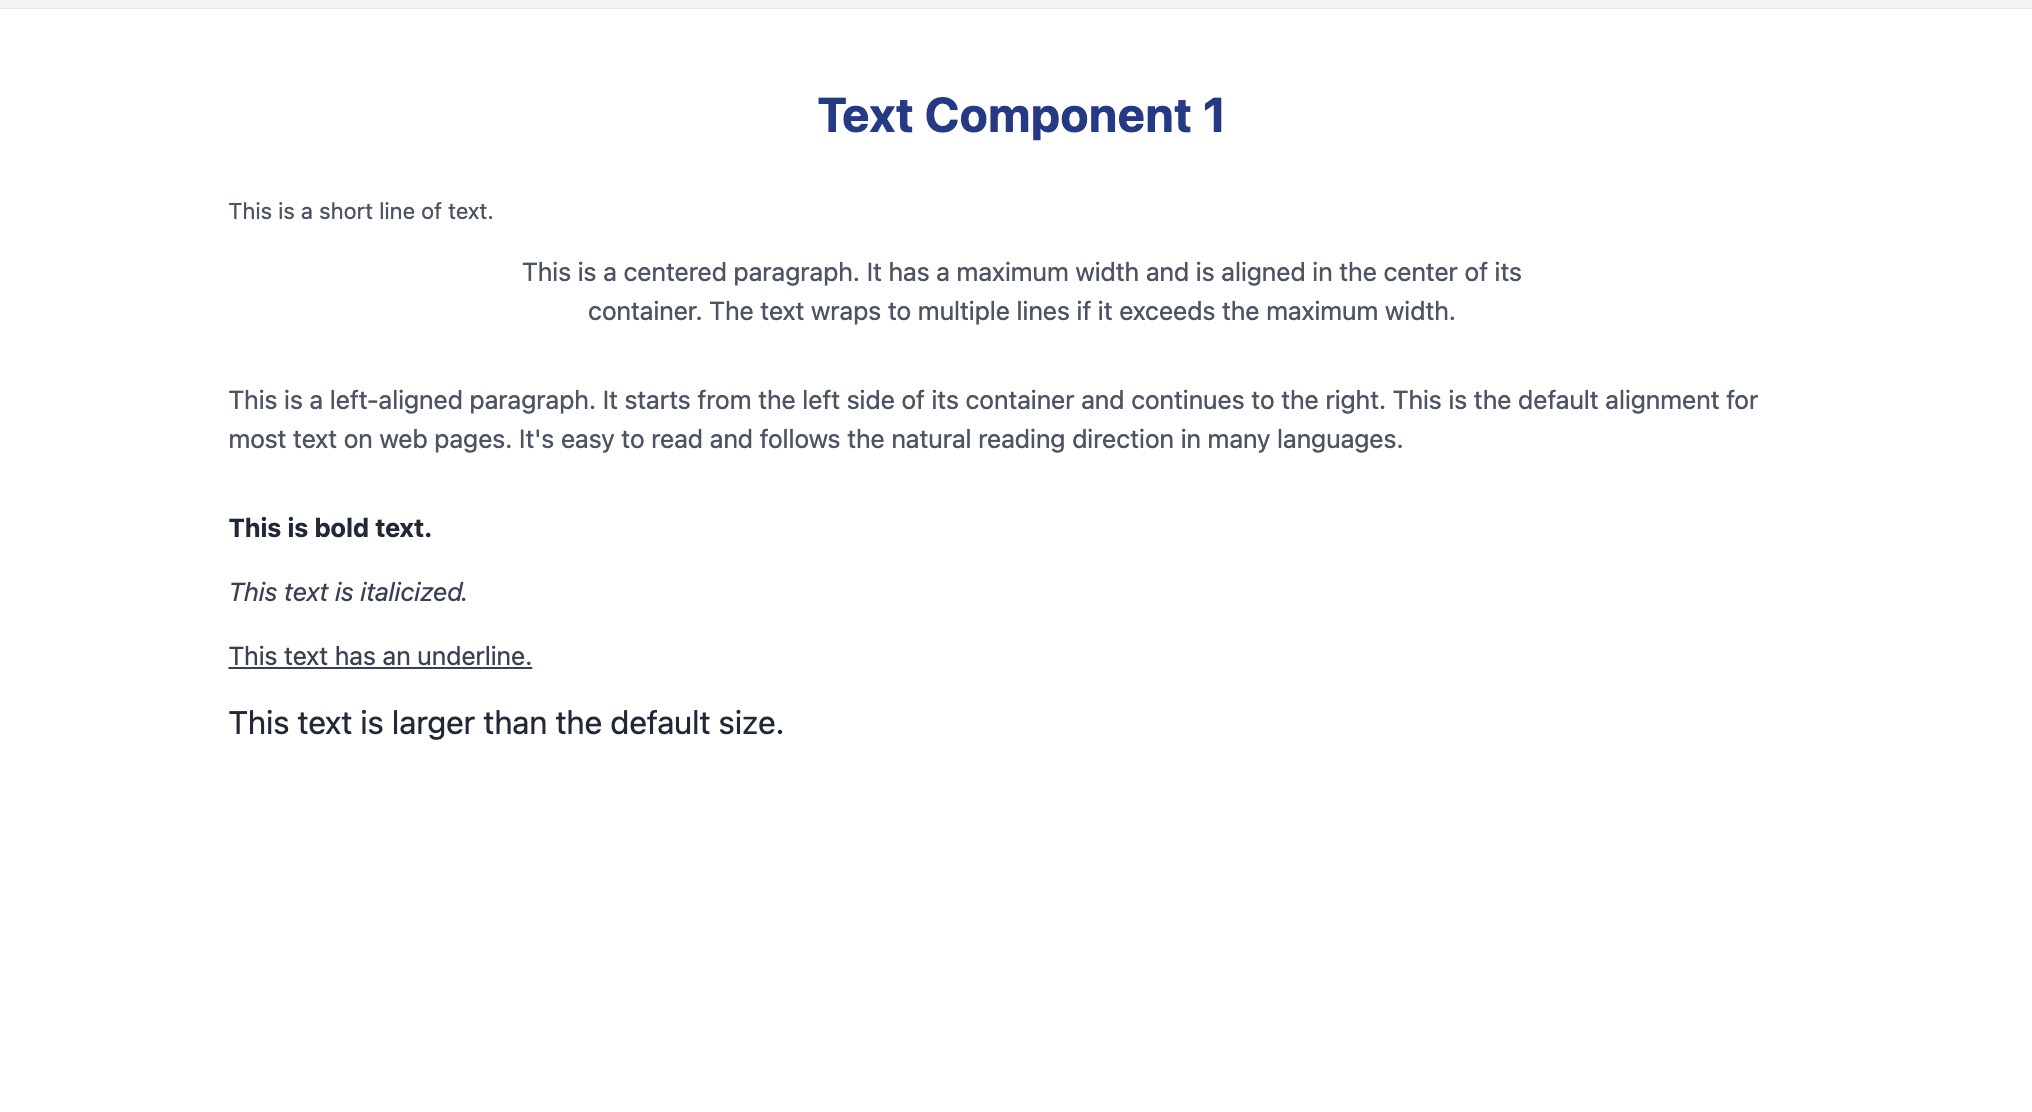 Text Component 1
This is a short line of text.
This is a centered paragraph. It has a maximum width and is aligned in the center of its
container. The text wraps to multiple lines if it exceeds the maximum width.
This is a left-aligned paragraph. It starts from the left side of its container and continues to the right. This is the default alignment for
most text on web pages. It's easy to read and follows the natural reading direction in many languages.
This is bold text.
This text is italicized.
This text has an underline.
This text is larger than the default size.